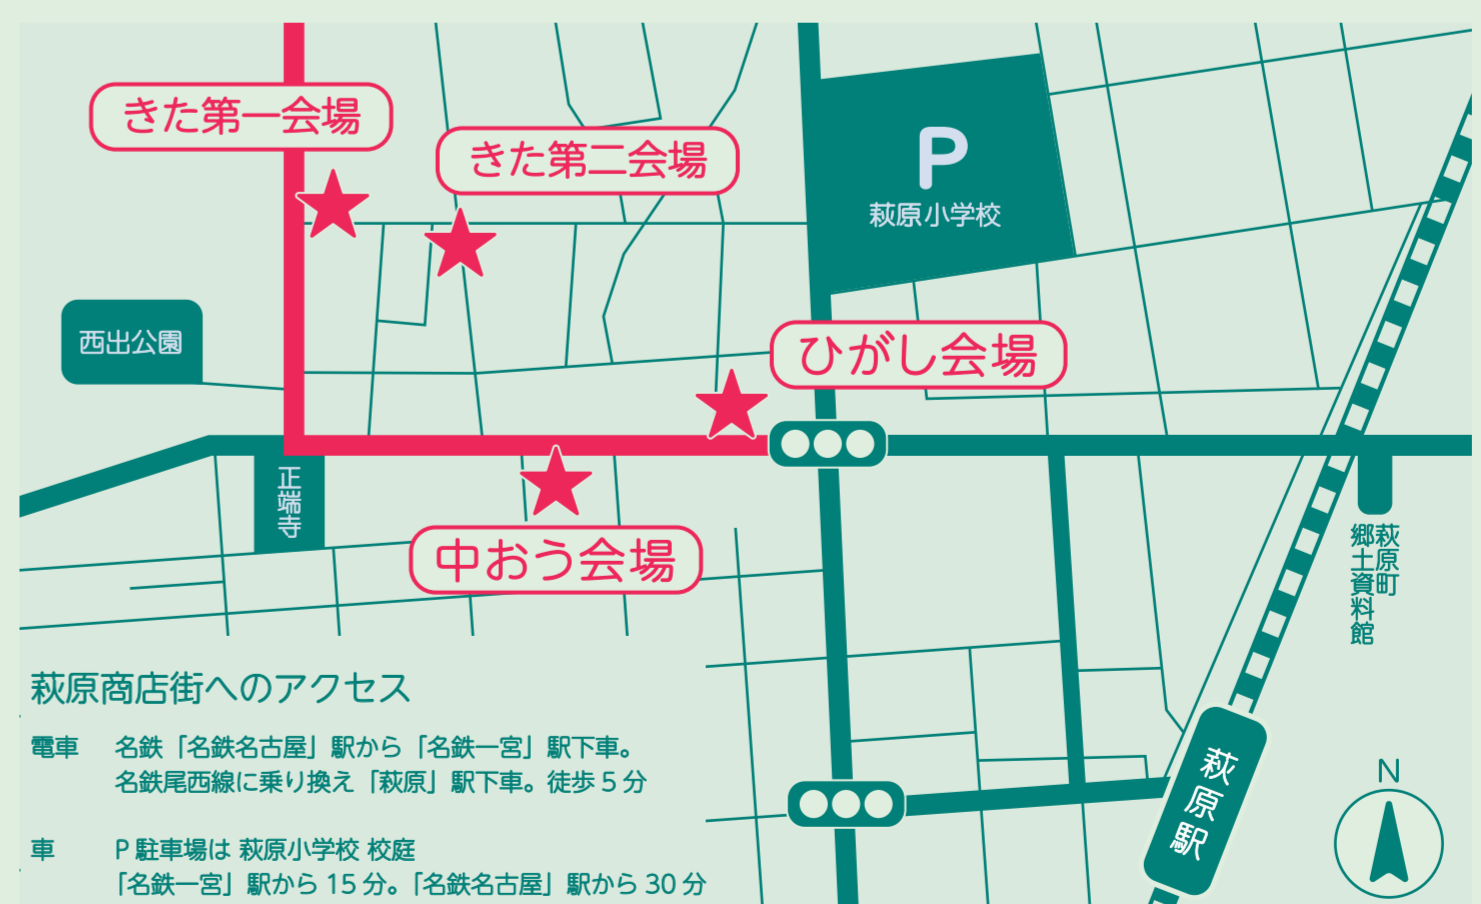 きた第一会場
きた第二会場
P
萩原小学校
西出公園
ひがし会場
正端寺
中おう会場
萩原町
郷土資料館
萩原商店街へのアクセス
電車 名鉄「名鉄名古屋」駅から「名鉄一宮」駅下車。
名鉄尾西線に乗り換え「萩原」駅下車。徒歩5分
車 P駐車場は 萩原小学校 校庭
「名鉄一宮」駅から15分。「名鉄名古屋」駅から30分
萩原駅
N